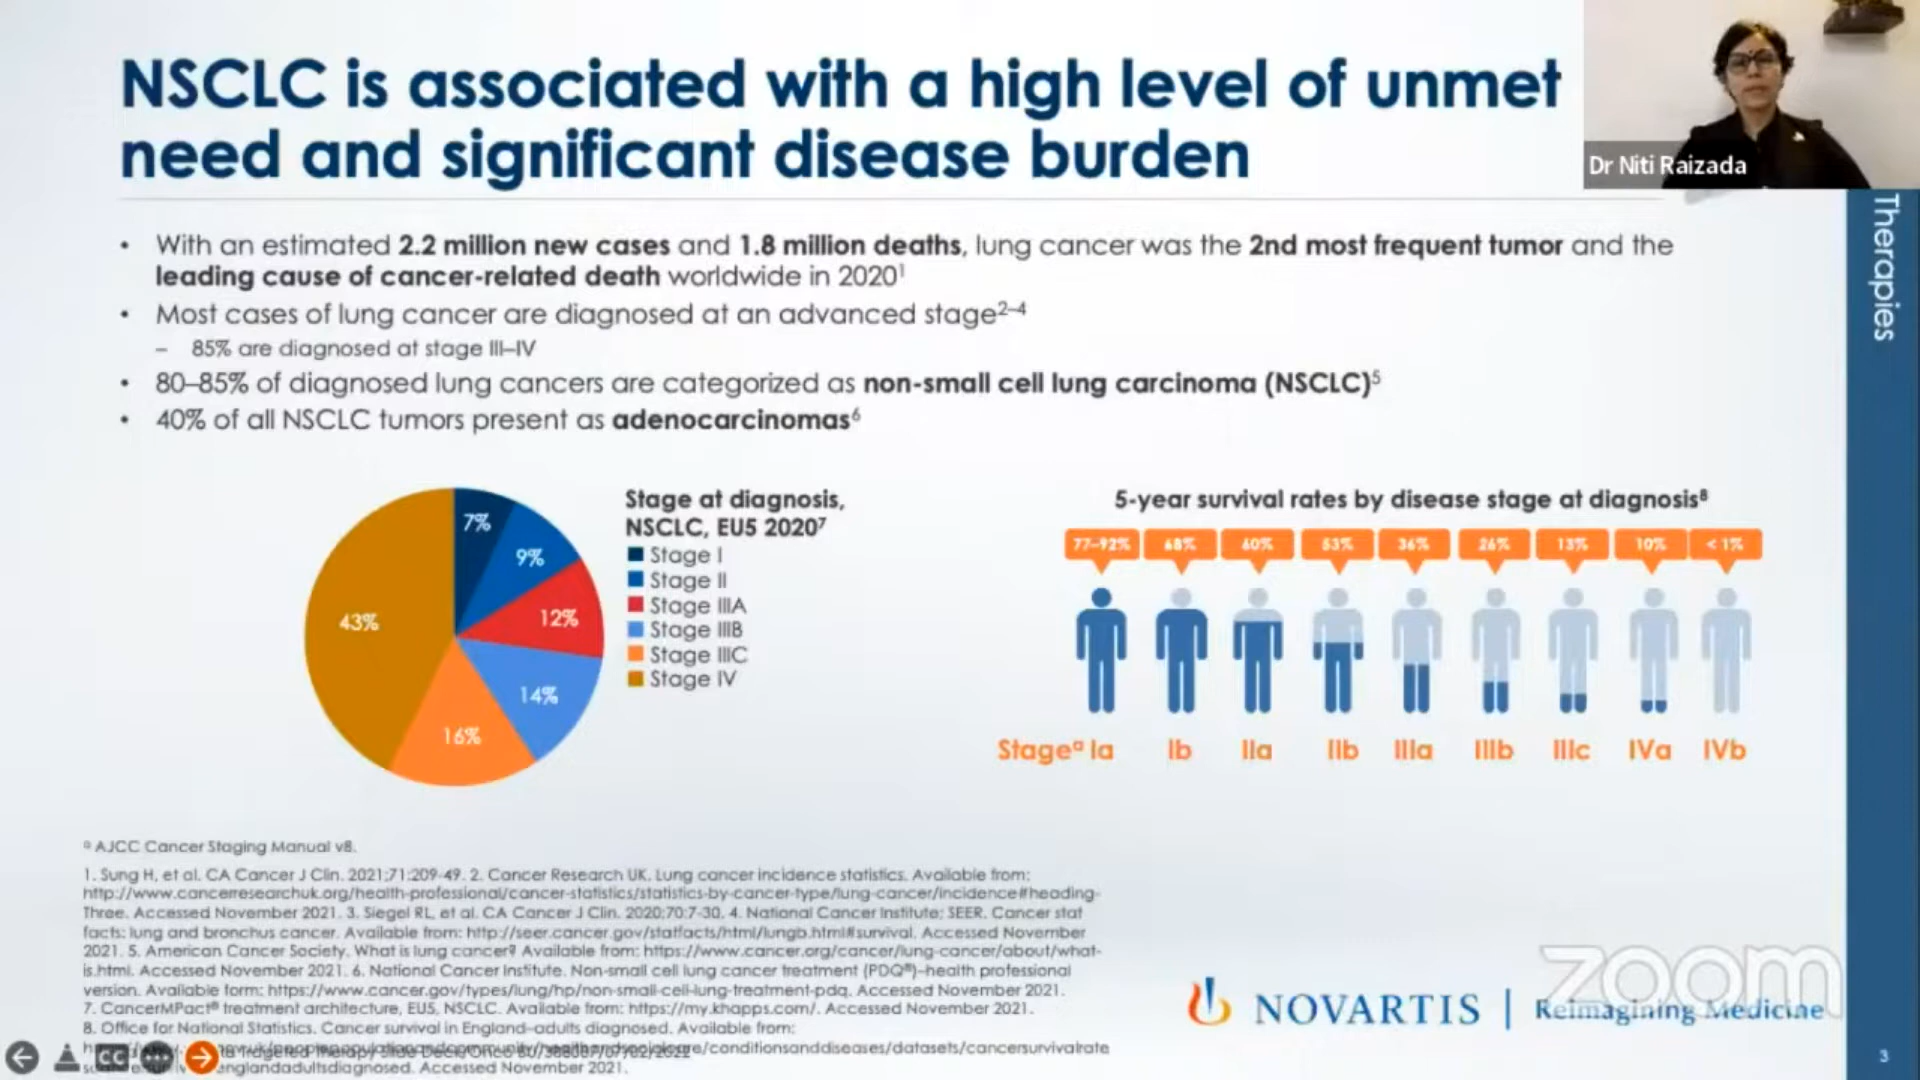 NSCLC is associated with a high level of unmet
need and significant disease burden
Dr Niti Raizada
Therapies
• With an estimated 2.2 million new cases and 1.8 million deaths, lung cancer was the 2nd most frequent tumor and the
leading cause of cancer-related death worldwide in 2020¹
• Most cases of lung cancer are diagnosed at an advanced stage²⁻⁴
– 85% are diagnosed at stage III–IV
• 80–85% of diagnosed lung cancers are categorized as non-small cell lung carcinoma (NSCLC)⁵
• 40% of all NSCLC tumors present as adenocarcinomas⁶
7%
9%
12%
14%
16%
43%
Stage at diagnosis,
NSCLC, EU5 2020⁷
Stage I
Stage II
Stage IIIA
Stage IIIB
Stage IIIC
Stage IV
5-year survival rates by disease stage at diagnosis⁸
77–92% 68% 60% 53% 36% 26% 13% 10% < 1%
Stageᵃ Ia Ib IIa IIb IIIa IIIb IIIc IVa IVb
ᵃ AJCC Cancer Staging Manual v8.
1. Sung H, et al. CA Cancer J Clin. 2021;71:209-49. 2. Cancer Research UK. Lung cancer incidence statistics. Available from:
http://www.cancerresearchuk.org/health-professional/cancer-statistics/statistics-by-cancer-type/lung-cancer/incidence#heading-
Three. Accessed November 2021. 3. Siegel RL, et al. CA Cancer J Clin. 2020;70:7-30. 4. National Cancer Institute: SEER. Cancer stat
facts: lung and bronchus cancer. Available from: http://seer.cancer.gov/statfacts/html/lungb.html#survival. Accessed November
2021. 5. American Cancer Society. What is lung cancer? Available from: https://www.cancer.org/cancer/lung-cancer/about/what-
is.html. Accessed November 2021. 6. National Cancer Institute. Non-small cell lung cancer treatment (PDQ®)–health professional
version. Available form: https://www.cancer.gov/types/lung/hp/non-small-cell-lung-treatment-pdq. Accessed November 2021.
7. CancerMPact® treatment architecture, EU5, NSCLC. Available from: https://my.khapps.com/. Accessed November 2021.
8. Office for National Statistics. Cancer survival in England–adults diagnosed. Available from:
/conditionsanddiseases/datasets/cancersurvivalrate
englandadultsdiagnosed. Accessed November 2021.
CC
zoom
NOVARTIS | Reimagining Medicine
3